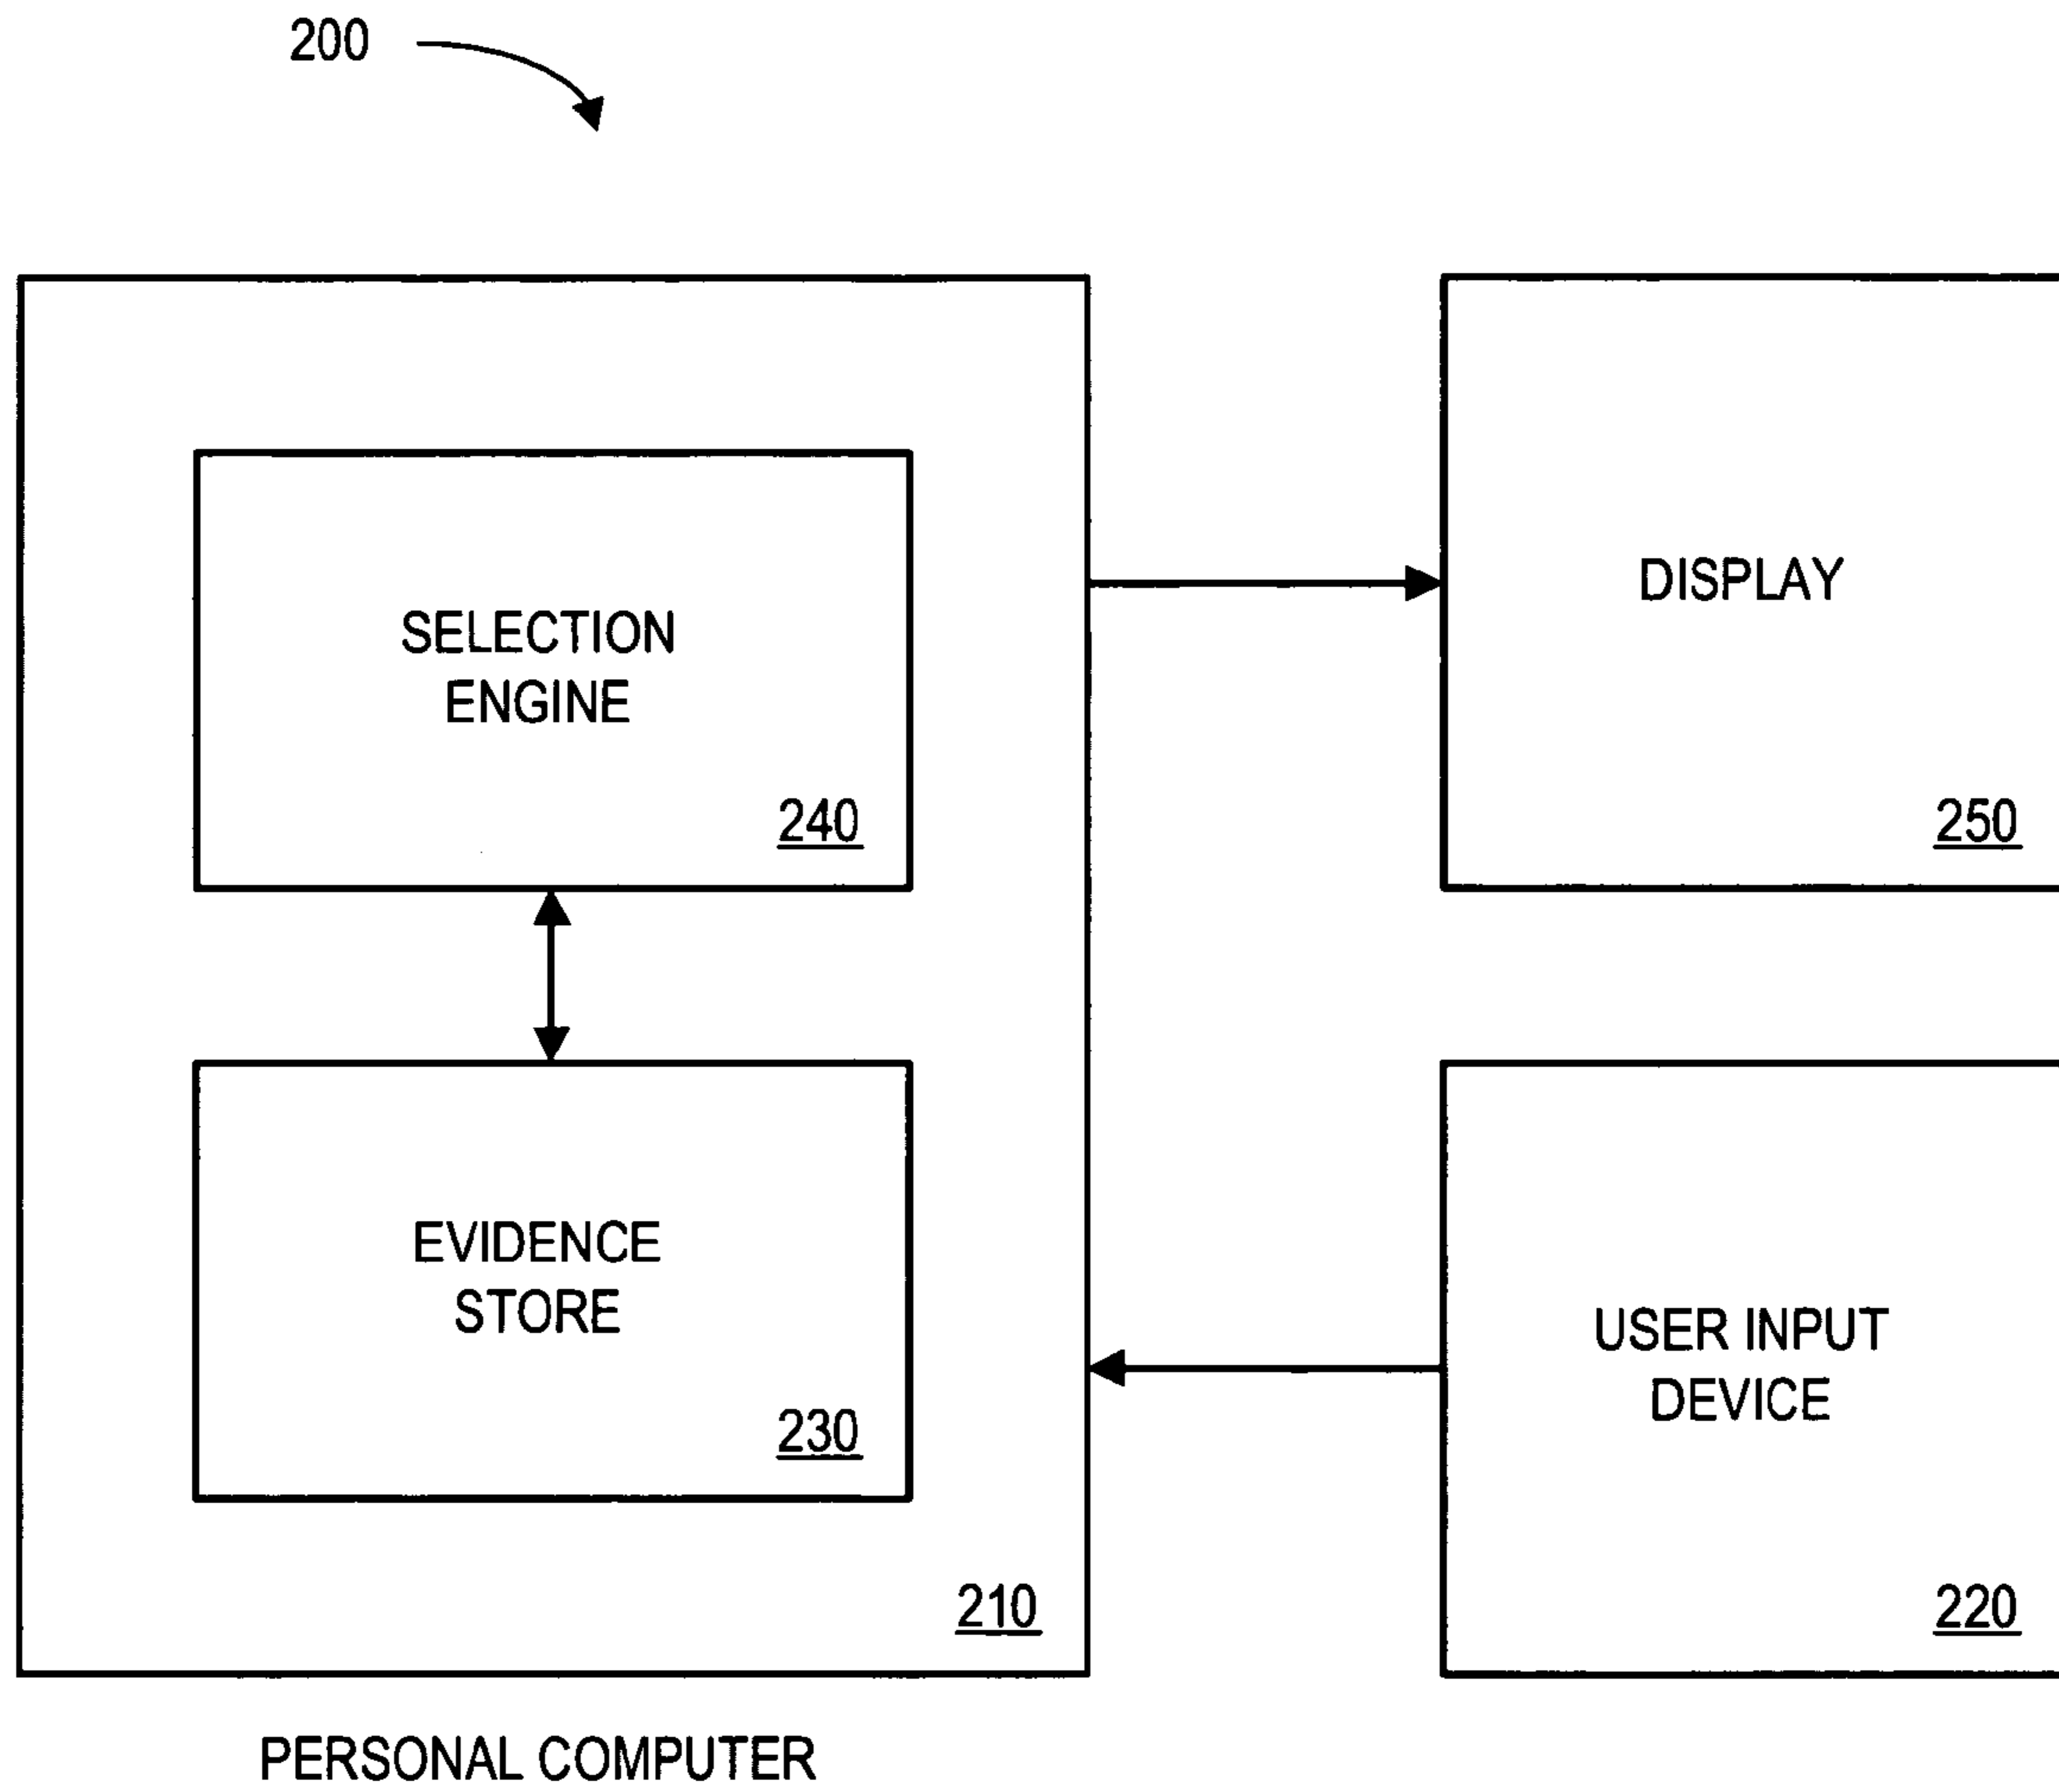 200
SELECTION
ENGINE
240
DISPLAY
250
EVIDENCE
STORE
230
USER INPUT
DEVICE
220
210
PERSONAL COMPUTER